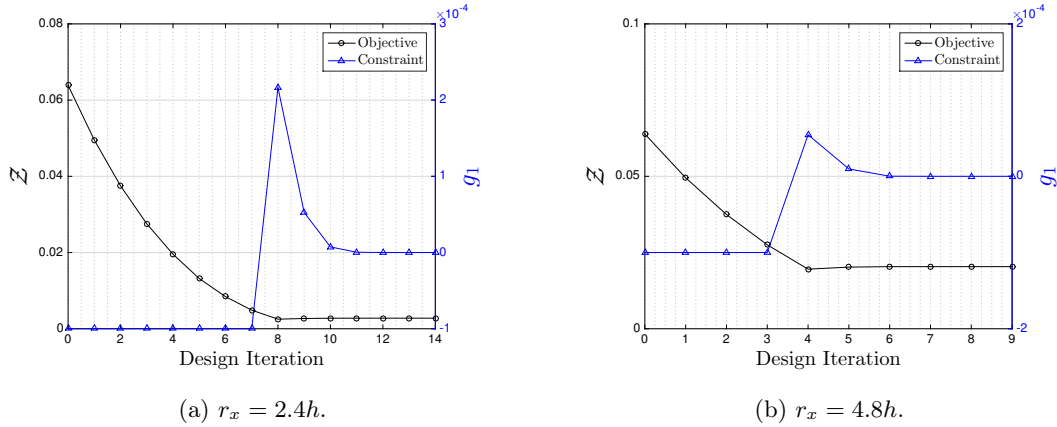 ×10⁻⁴
0.08
0.06
0.04
0.02
0
𝒵
Objective
Constraint
3
2
1
0
-1
g₁
0 2 4 6 8 10 12 14
Design Iteration
(a) rₓ = 2.4h.
×10⁻⁴
0.1
0.05
0
𝒵
Objective
Constraint
2
0
-2
g₁
0 1 2 3 4 5 6 7 8 9
Design Iteration
(b) rₓ = 4.8h.